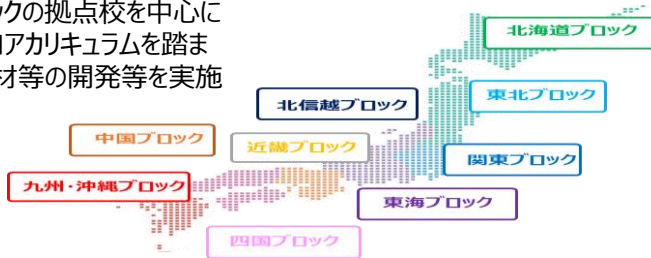 ックの拠点校を中心に
コアカリキュラムを踏ま
材等の開発等を実施
北海道ブロック
東北ブロック
北信越ブロック
中国ブロック
近畿ブロック
関東ブロック
九州・沖縄ブロック
東海ブロック
四国ブロック